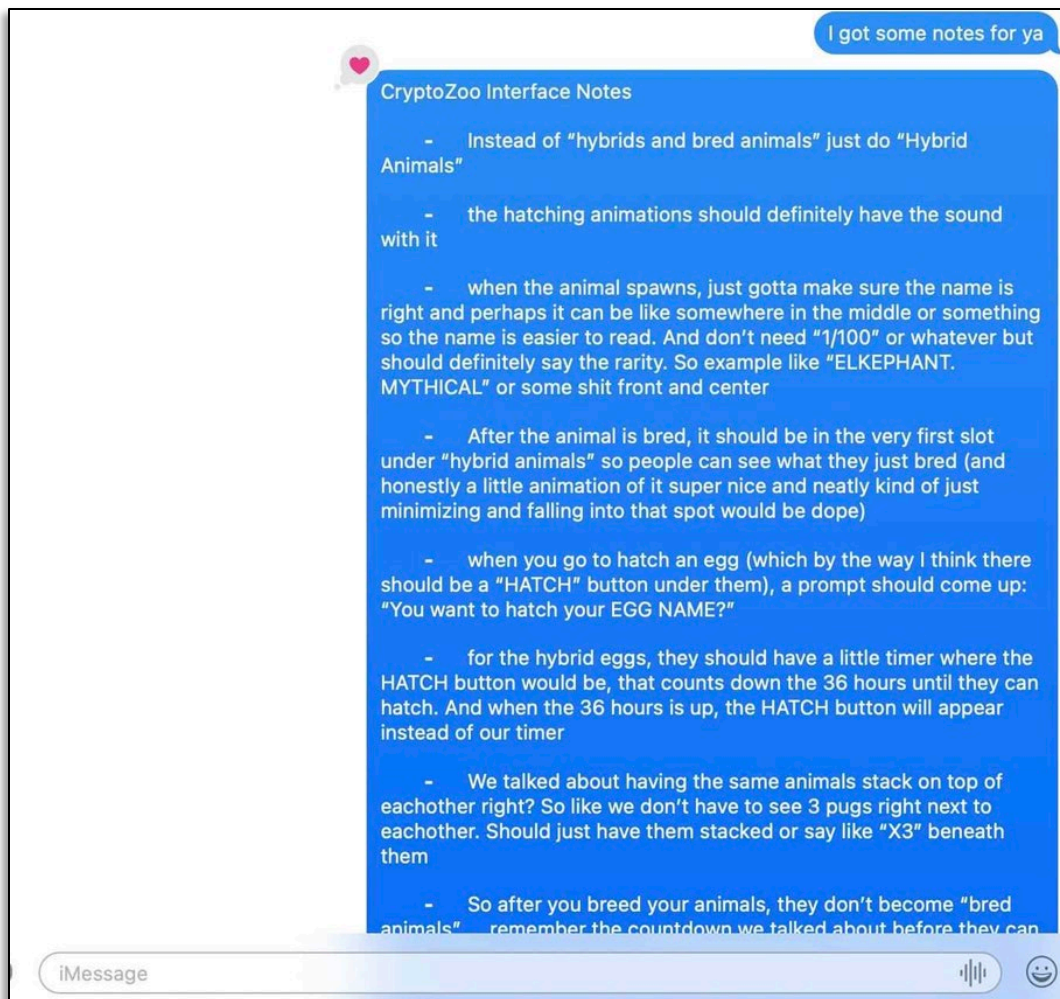 I got some notes for ya
CryptoZoo Interface Notes
- Instead of “hybrids and bred animals” just do “Hybrid
Animals”
- the hatching animations should definitely have the sound
with it
- when the animal spawns, just gotta make sure the name is
right and perhaps it can be like somewhere in the middle or something
so the name is easier to read. And don’t need “1/100” or whatever but
should definitely say the rarity. So example like “ELKEPHANT.
MYTHICAL” or some shit front and center
- After the animal is bred, it should be in the very first slot
under “hybrid animals” so people can see what they just bred (and
honestly a little animation of it super nice and neatly kind of just
minimizing and falling into that spot would be dope)
- when you go to hatch an egg (which by the way I think there
should be a “HATCH” button under them), a prompt should come up:
“You want to hatch your EGG NAME?”
- for the hybrid eggs, they should have a little timer where the
HATCH button would be, that counts down the 36 hours until they can
hatch. And when the 36 hours is up, the HATCH button will appear
instead of our timer
- We talked about having the same animals stack on top of
eachother right? So like we don’t have to see 3 pugs right next to
eachother. Should just have them stacked or say like “X3” beneath
them
- So after you breed your animals, they don’t become “bred
animals” remember the countdown we talked about before they can
iMessage